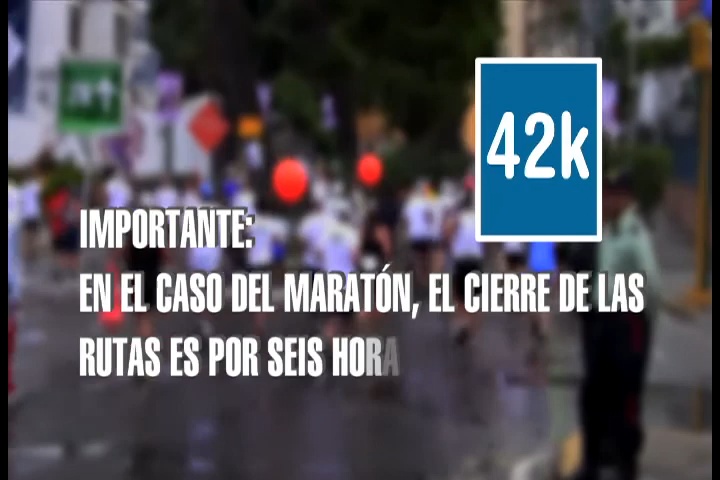 42k
IMPORTANTE:
EN EL CASO DEL MARATÓN, EL CIERRE DE LAS
RUTAS ES POR SEIS HORA